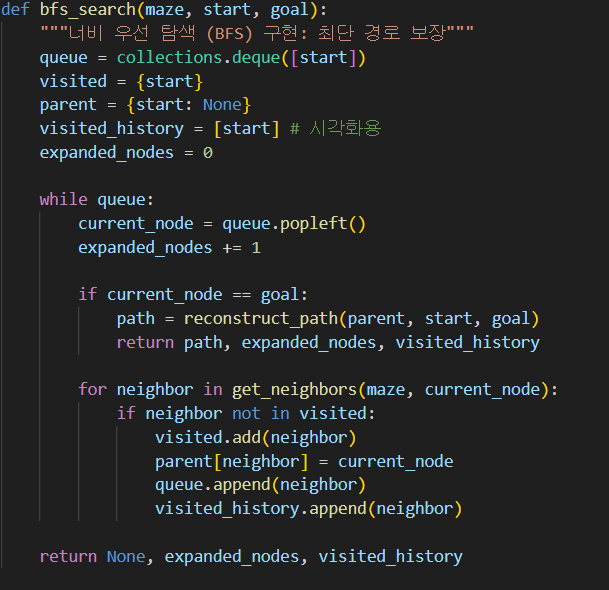 def bfs_search(maze, start, goal):
    """너비 우선 탐색 (BFS) 구현: 최단 경로 보장"""
    queue = collections.deque([start])
    visited = {start}
    parent = {start: None}
    visited_history = [start] # 시각화용
    expanded_nodes = 0

    while queue:
        current_node = queue.popleft()
        expanded_nodes += 1

        if current_node == goal:
            path = reconstruct_path(parent, start, goal)
            return path, expanded_nodes, visited_history

        for neighbor in get_neighbors(maze, current_node):
            if neighbor not in visited:
                visited.add(neighbor)
                parent[neighbor] = current_node
                queue.append(neighbor)
                visited_history.append(neighbor)

    return None, expanded_nodes, visited_history